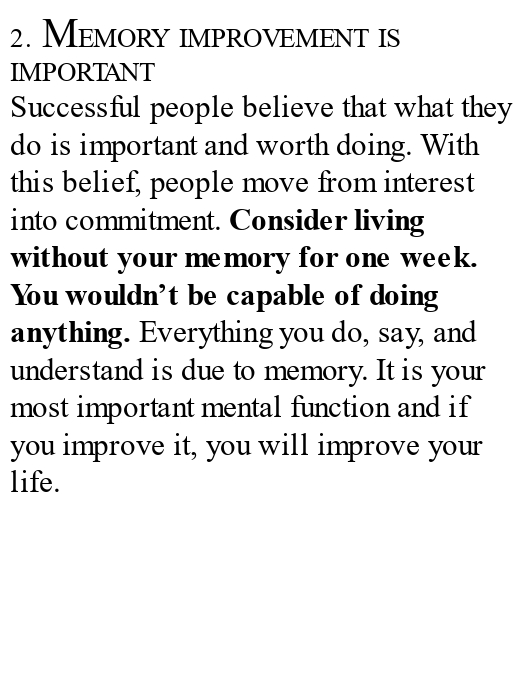 2. MEMORY IMPROVEMENT IS
IMPORTANT
Successful people believe that what they
do is important and worth doing. With
this belief, people move from interest
into commitment. Consider living
without your memory for one week.
You wouldn’t be capable of doing
anything. Everything you do, say, and
understand is due to memory. It is your
most important mental function and if
you improve it, you will improve your
life.